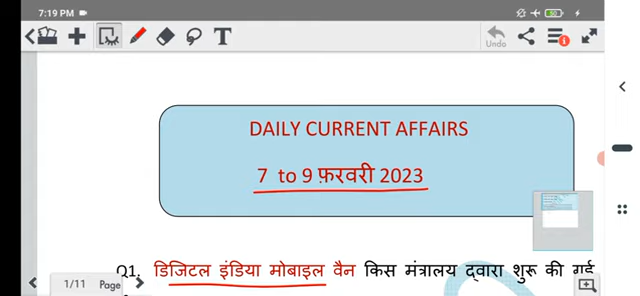 7:19 PM
50
T
Undo
DAILY CURRENT AFFAIRS
7 to 9 फ़रवरी 2023
Q1. डिजिटल इंडिया मोबाइल वैन किस मंत्रालय द्वारा शुरू की गई
1/11